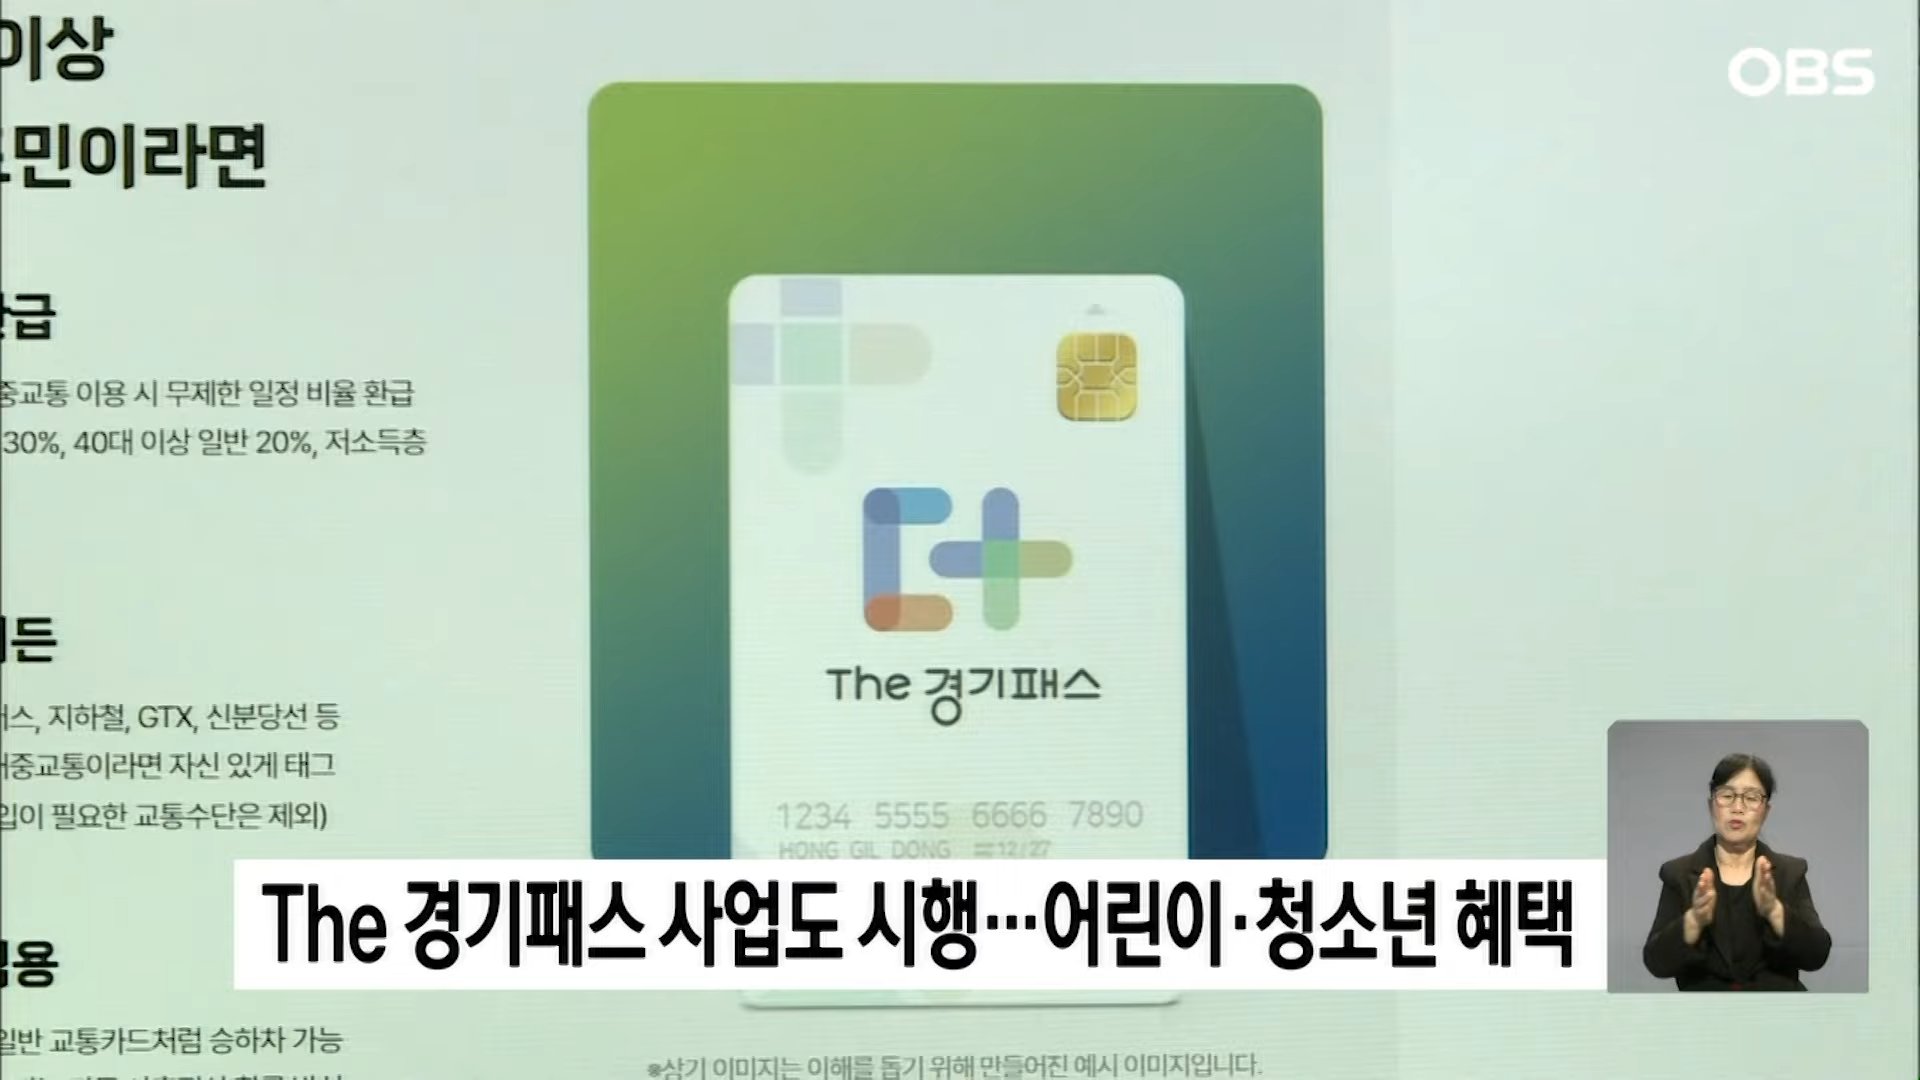 이상
민이라면
OBS
급
중교통 이용 시 무제한 일정 비율 환급
30%, 40대 이상 일반 20%, 저소득층
든
스, 지하철, GTX, 신분당선 등
중교통이라면 자신 있게 태그
입이 필요한 교통수단은 제외)
용
일반 교통카드처럼 승하차 가능
The 경기패스
1234 5555 6666 7890
HONG GIL DONG 12/27
The 경기패스 사업도 시행…어린이·청소년 혜택
※상기 이미지는 이해를 돕기 위해 만들어진 예시 이미지입니다.